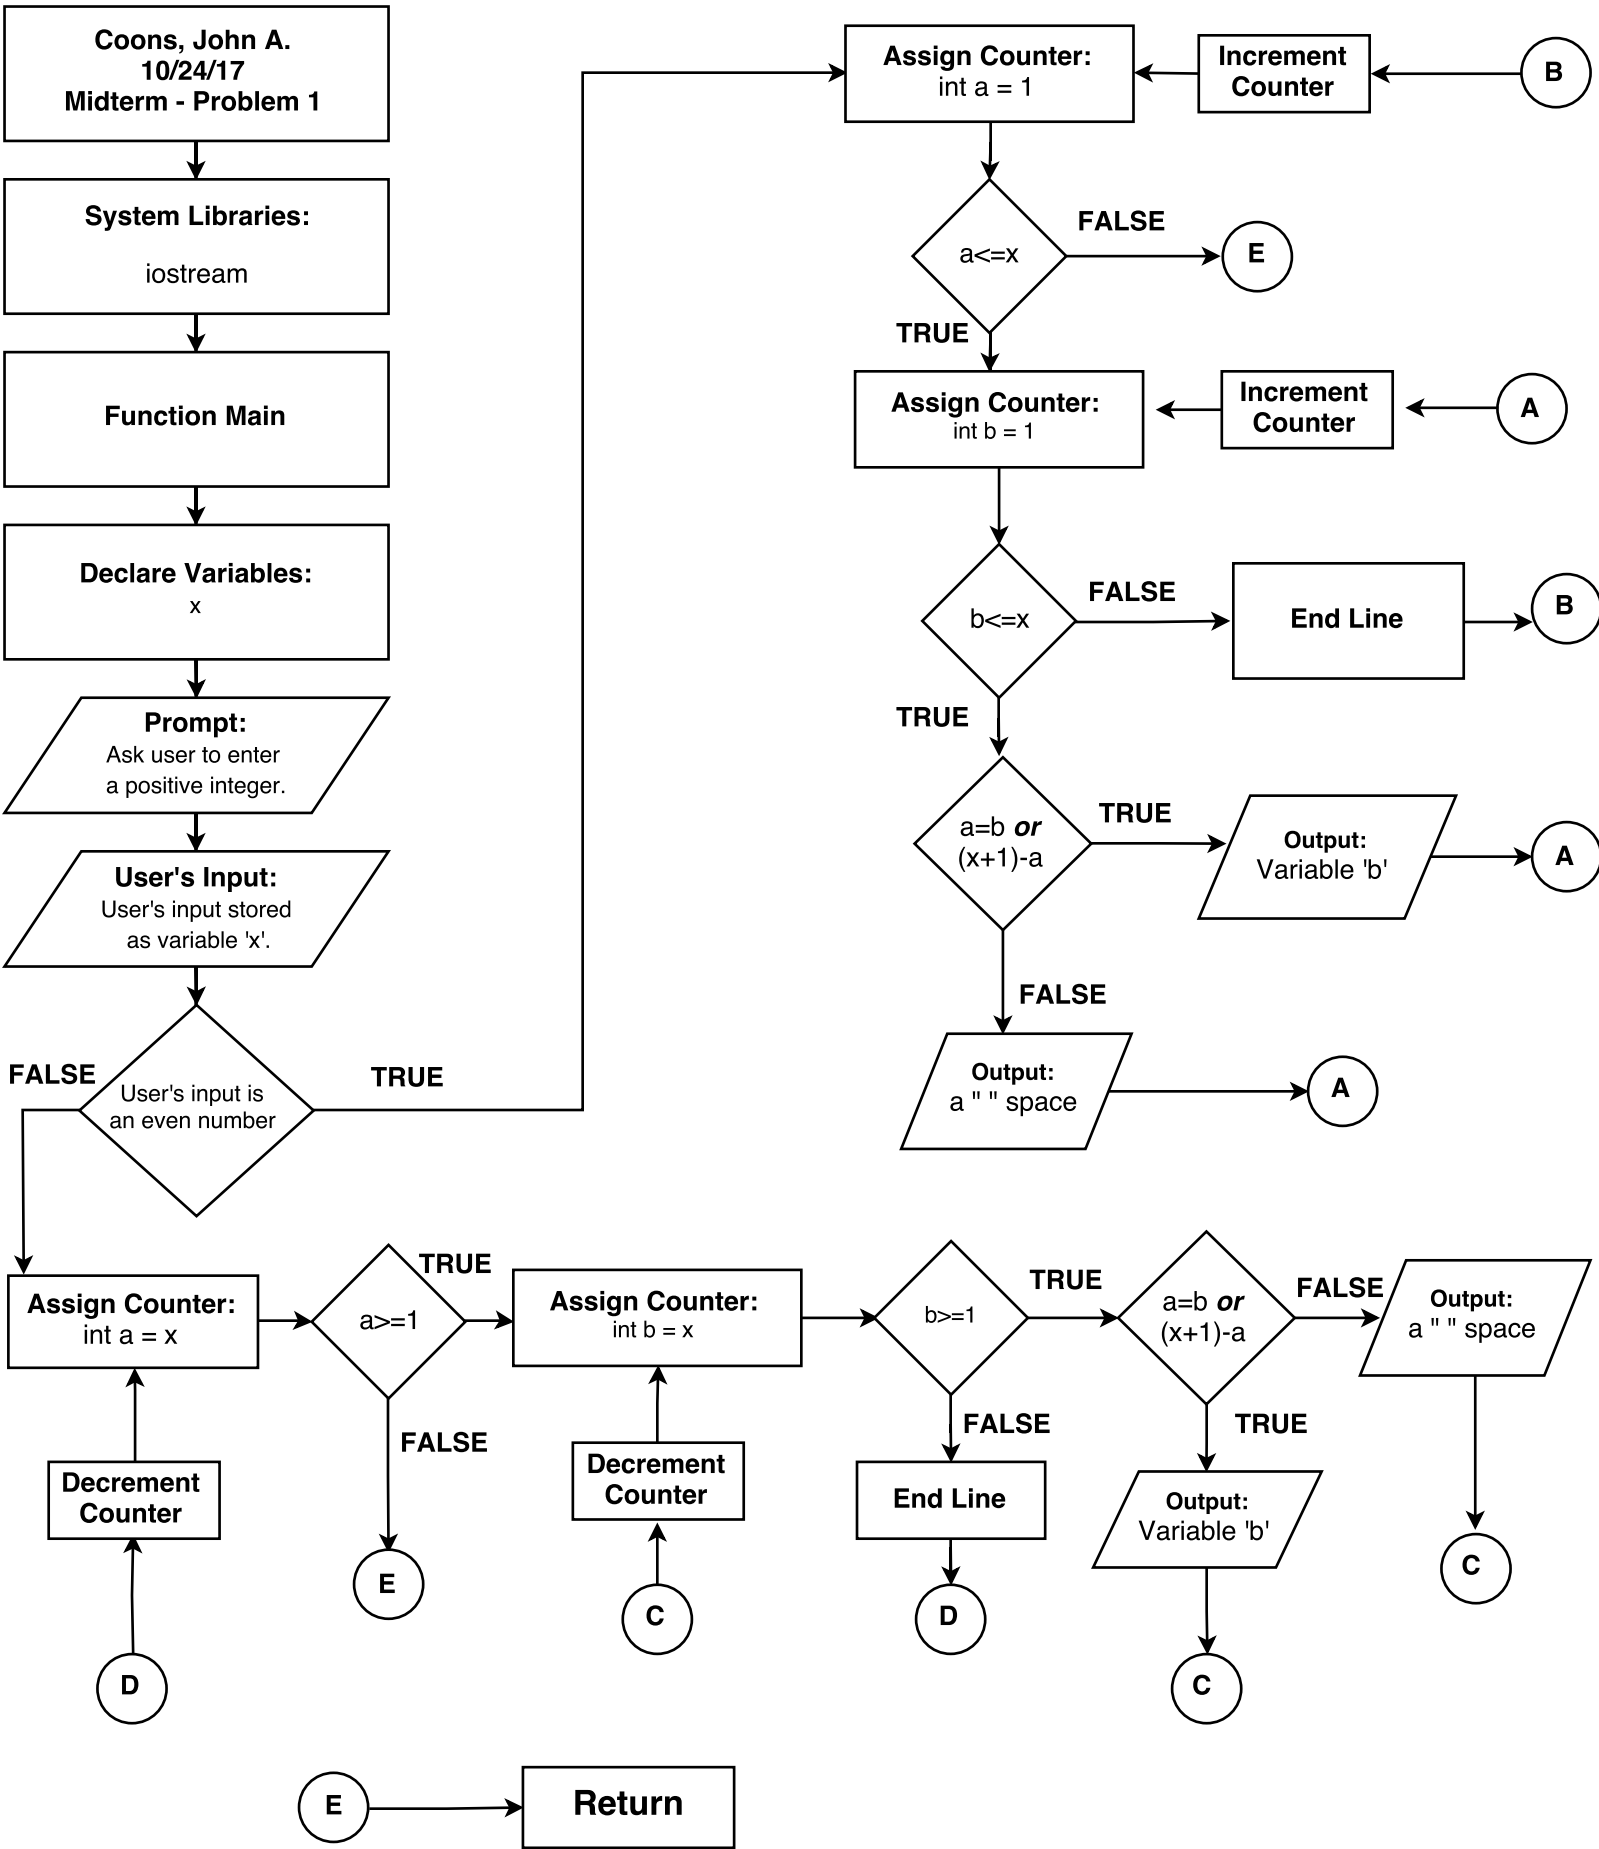 Coons, John A.
10/24/17
Midterm - Problem 1
System Libraries:
iostream
Function Main
Declare Variables:
x
Prompt:
Ask user to enter
a positive integer.
User's Input:
User's input stored
as variable 'x'.
User's input is
an even number
FALSE
TRUE
Assign Counter:
int a = 1
Increment
Counter
B
a<=x
FALSE
E
TRUE
Assign Counter:
int b = 1
Increment
Counter
A
b<=x
FALSE
End Line
B
TRUE
a=b or
(x+1)-a
TRUE
Output:
Variable 'b'
A
FALSE
Output:
a " " space
A
Assign Counter:
int a = x
a>=1
TRUE
Assign Counter:
int b = x
b>=1
TRUE
a=b or
(x+1)-a
FALSE
Output:
a " " space
Decrement
Counter
D
FALSE
E
Decrement
Counter
C
FALSE
End Line
D
TRUE
Output:
Variable 'b'
C
C
E
Return